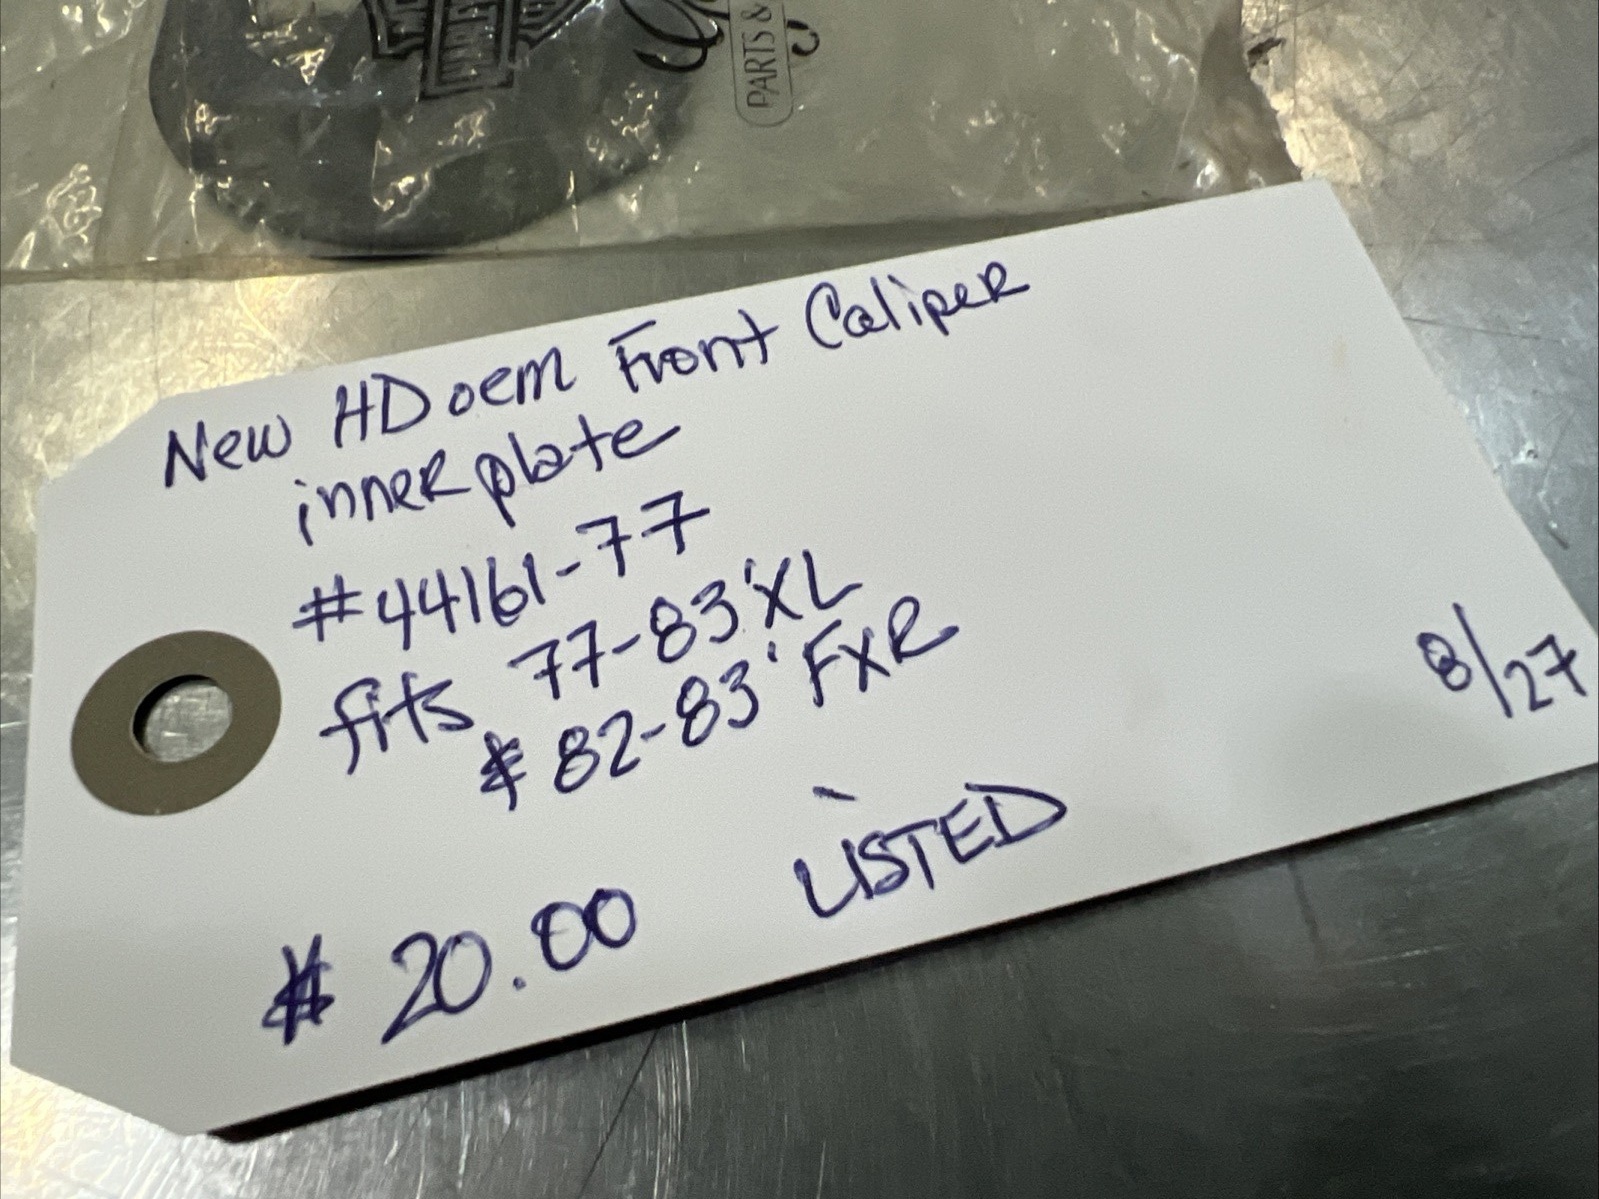 HARLEY
PARTS &
New HD oem Front Caliper
inner plate
#44161-77
fits 77-83' XL
& 82-83' FXR
8/27
LISTED
$ 20.00